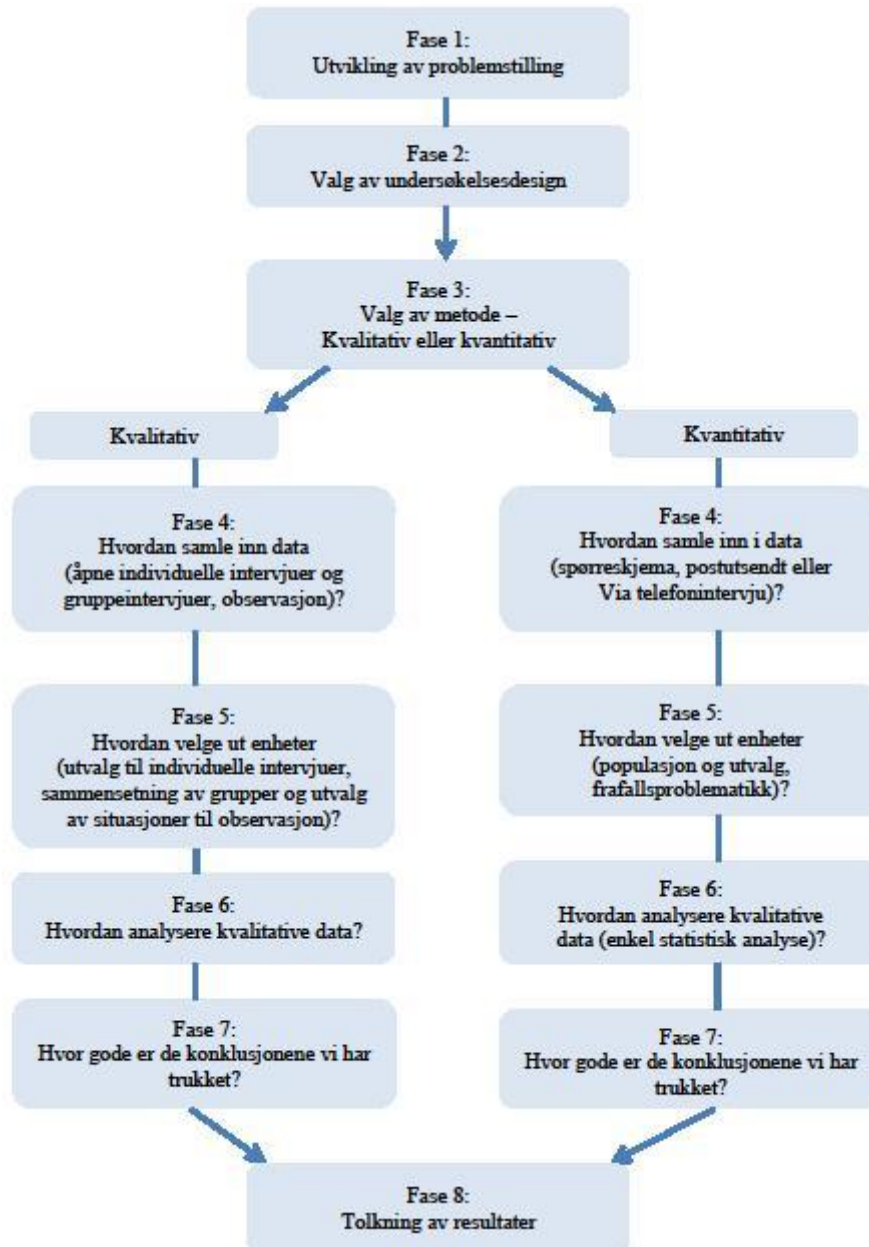 Fase 1:
Utvikling av problemstilling
Fase 2:
Valg av undersøkelsesdesign
Fase 3:
Valg av metode –
Kvalitativ eller kvantitativ
Kvalitativ
Fase 4:
Hvordan samle inn data
(åpne individuelle intervjuer og
gruppeintervjuer, observasjon)?
Fase 5:
Hvordan velge ut enheter
(utvalg til individuelle intervjuer,
sammensetning av grupper og utvalg
av situasjoner til observasjon)?
Fase 6:
Hvordan analysere kvalitative data?
Fase 7:
Hvor gode er de konklusjonene vi har
trukket?
Kvantitativ
Fase 4:
Hvordan samle inn i data
(spørreskjema, postutsendt eller
Via telefonintervju)?
Fase 5:
Hvordan velge ut enheter
(populasjon og utvalg,
frafallsproblematikk)?
Fase 6:
Hvordan analysere kvalitative
data (enkel statistisk analyse)?
Fase 7:
Hvor gode er de konklusjonene vi har
trukket?
Fase 8:
Tolkning av resultater